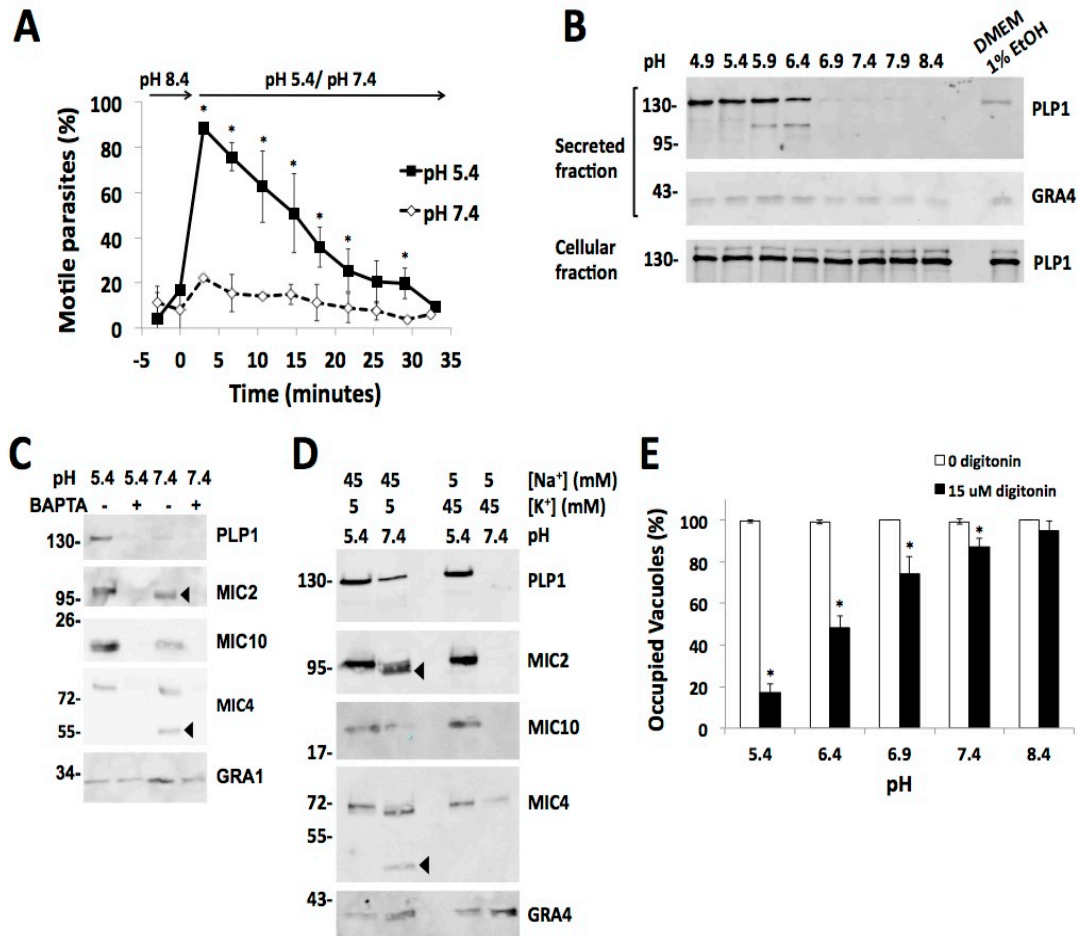 A
pH 8.4
pH 5.4/ pH 7.4
Motile parasites (%)
100
80
60
40
20
0
* * * * * * *
pH 5.4
pH 7.4
-5 0 5 10 15 20 25 30 35
Time (minutes)
B
DMEM
1% EtOH
pH 4.9 5.4 5.9 6.4 6.9 7.4 7.9 8.4
Secreted
fraction
130-
95-
PLP1
43-
GRA4
Cellular
fraction
130-
PLP1
C
pH 5.4 5.4 7.4 7.4
BAPTA - + - +
130-
PLP1
95-
MIC2
26-
MIC10
72-
55-
MIC4
34-
GRA1
D
45 45 5 5 [Na⁺] (mM)
5 5 45 45 [K⁺] (mM)
5.4 7.4 5.4 7.4 pH
130-
PLP1
95-
MIC2
MIC10
17-
72-
55-
MIC4
43-
GRA4
E
0 digitonin
15 uM digitonin
Occupied Vacuoles (%)
100
80
60
40
20
0
* * * *
5.4 6.4 6.9 7.4 8.4
pH